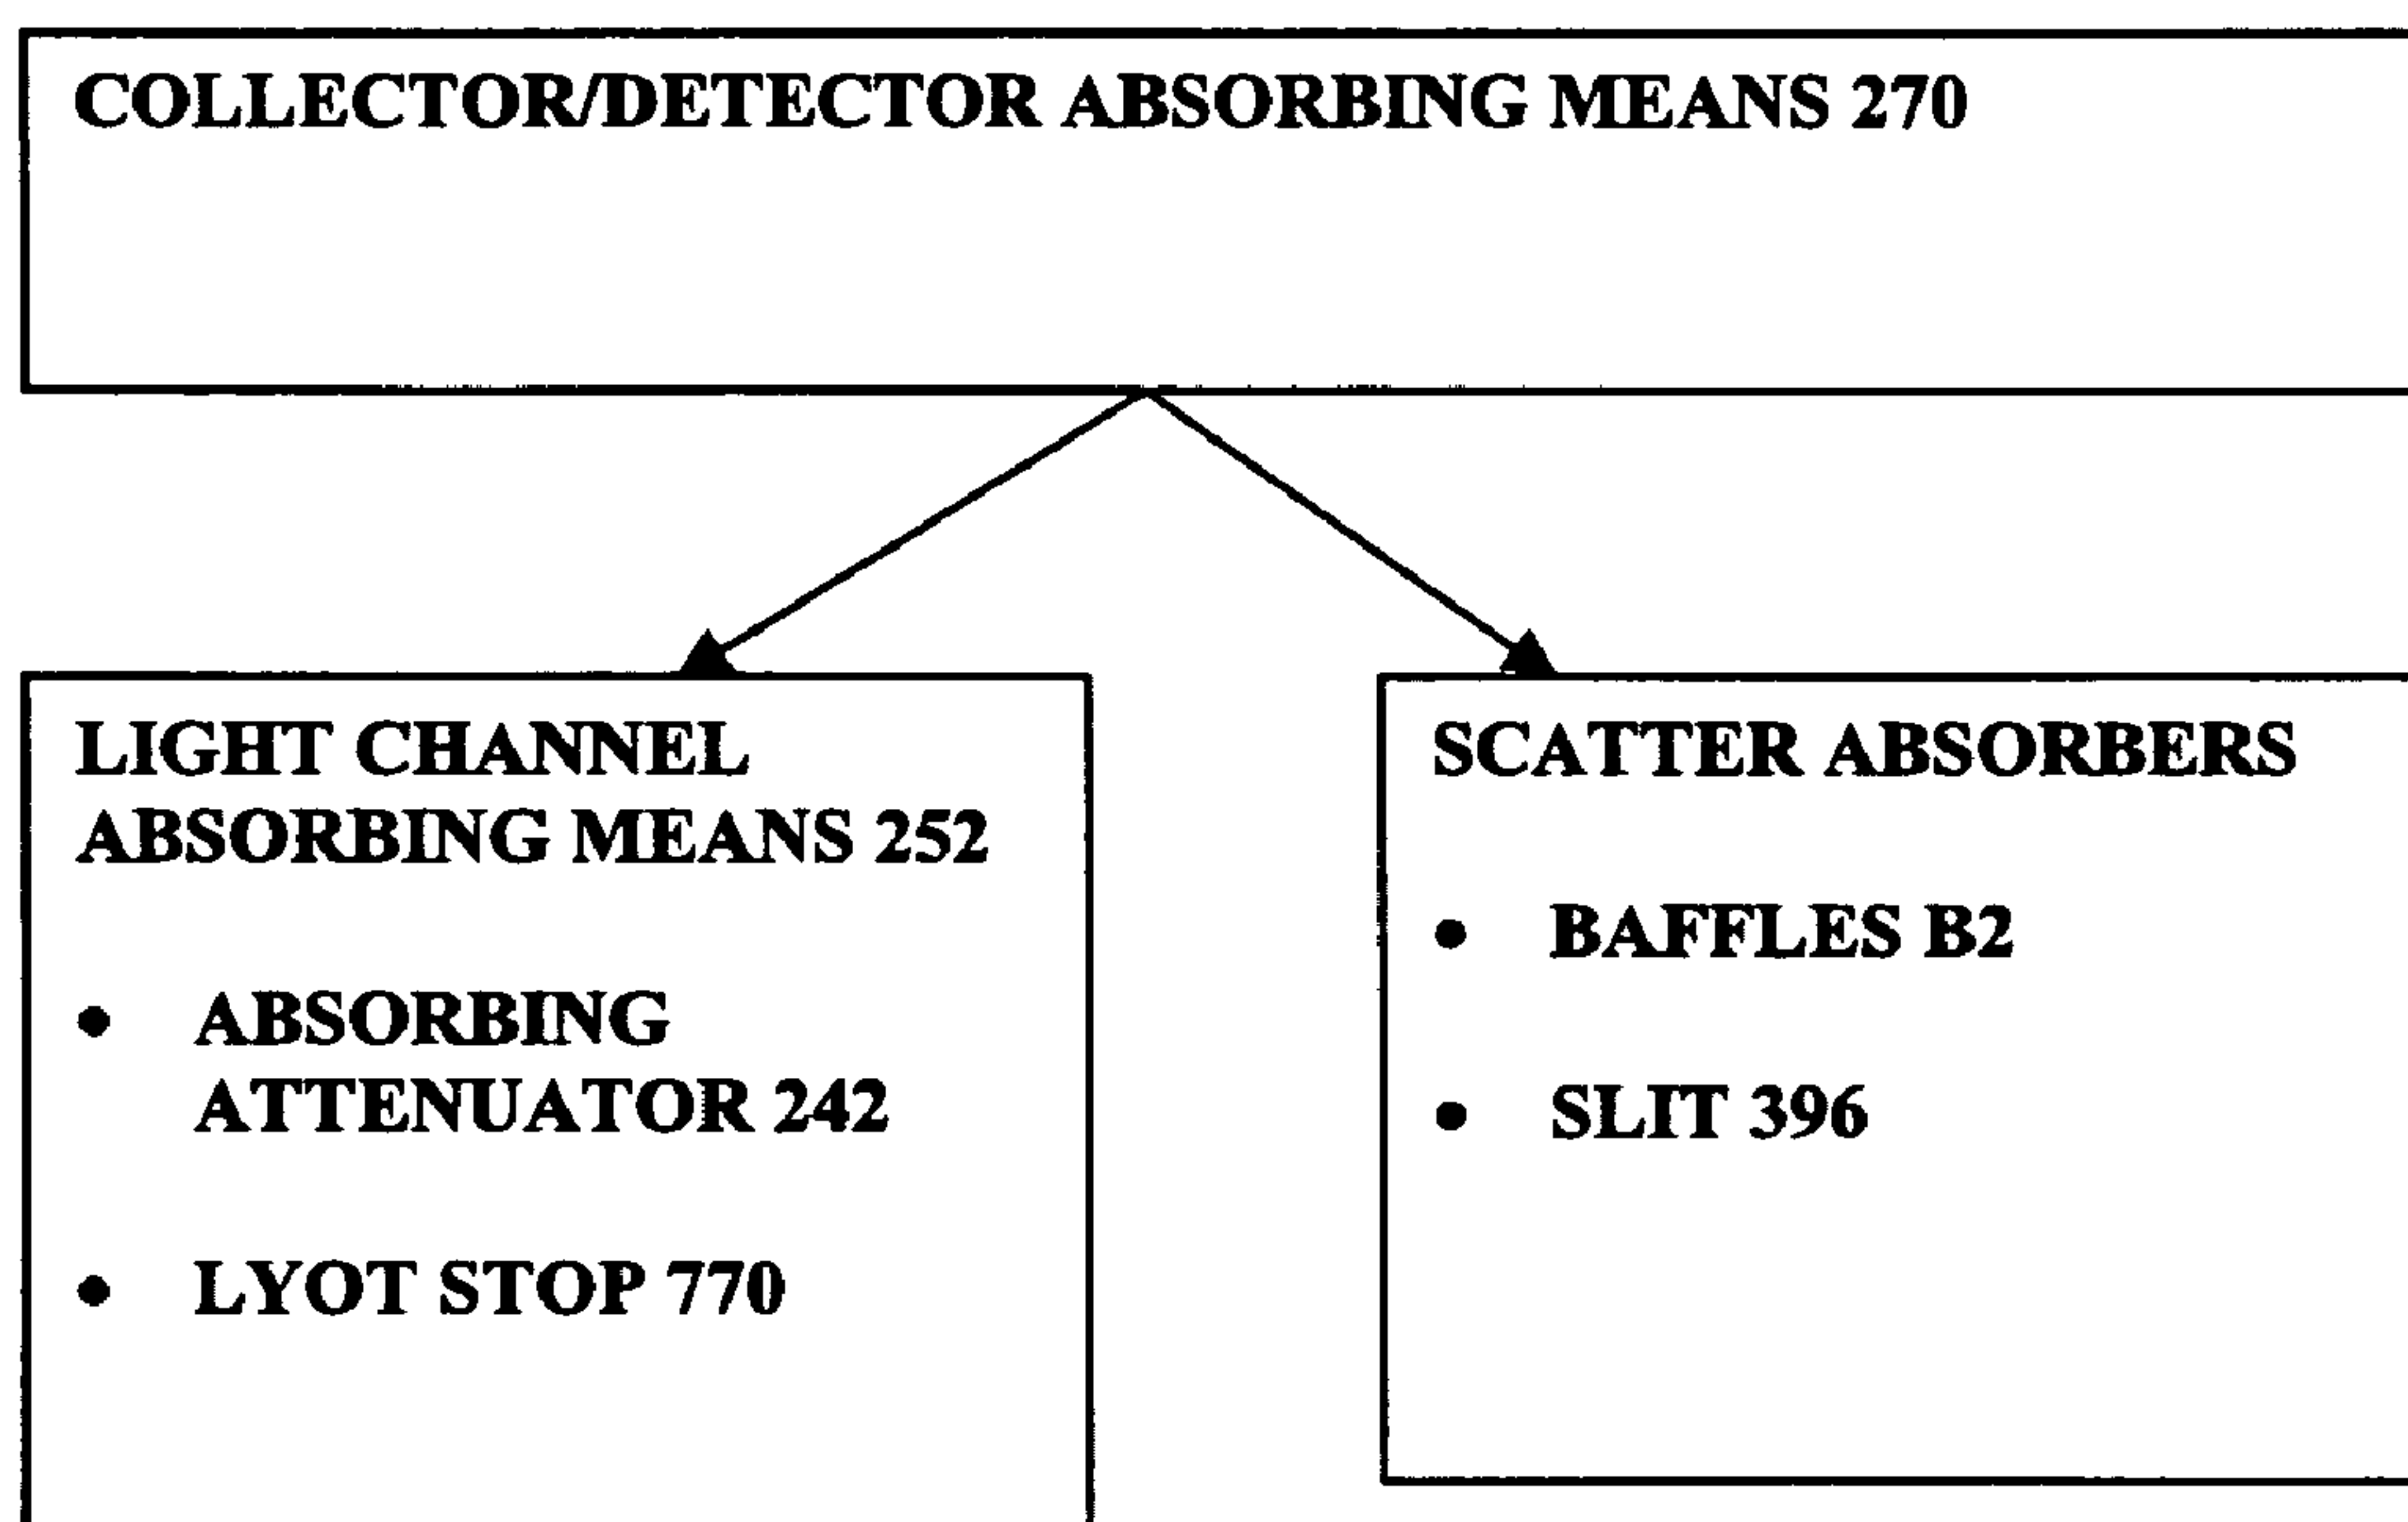 COLLECTOR/DETECTOR ABSORBING MEANS 270
LIGHT CHANNEL
ABSORBING MEANS 252
• ABSORBING
ATTENUATOR 242
• LYOT STOP 770
SCATTER ABSORBERS
• BAFFLES B2
• SLIT 396